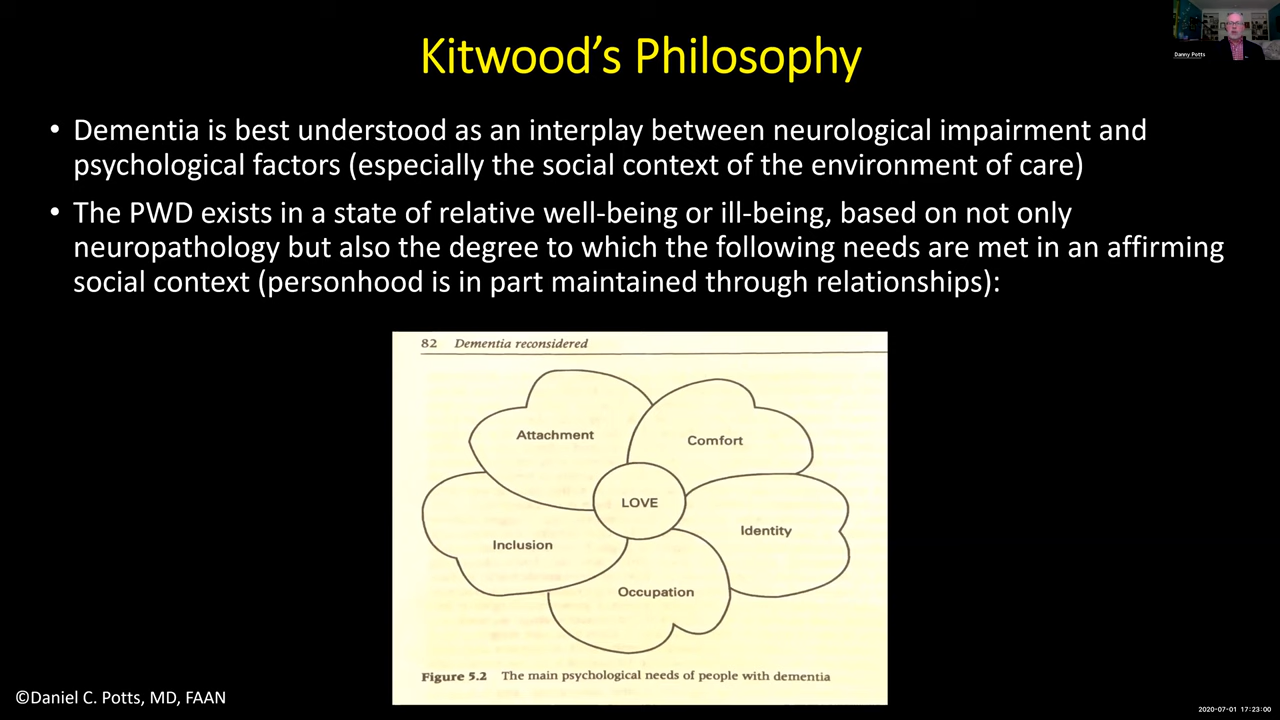 Kitwood’s Philosophy
Danny Potts
• Dementia is best understood as an interplay between neurological impairment and
psychological factors (especially the social context of the environment of care)
• The PWD exists in a state of relative well-being or ill-being, based on not only
neuropathology but also the degree to which the following needs are met in an affirming
social context (personhood is in part maintained through relationships):
82 Dementia reconsidered
Attachment
Comfort
LOVE
Identity
Inclusion
Occupation
Figure 5.2 The main psychological needs of people with dementia
©Daniel C. Potts, MD, FAAN
2020-07-01 17:23:00